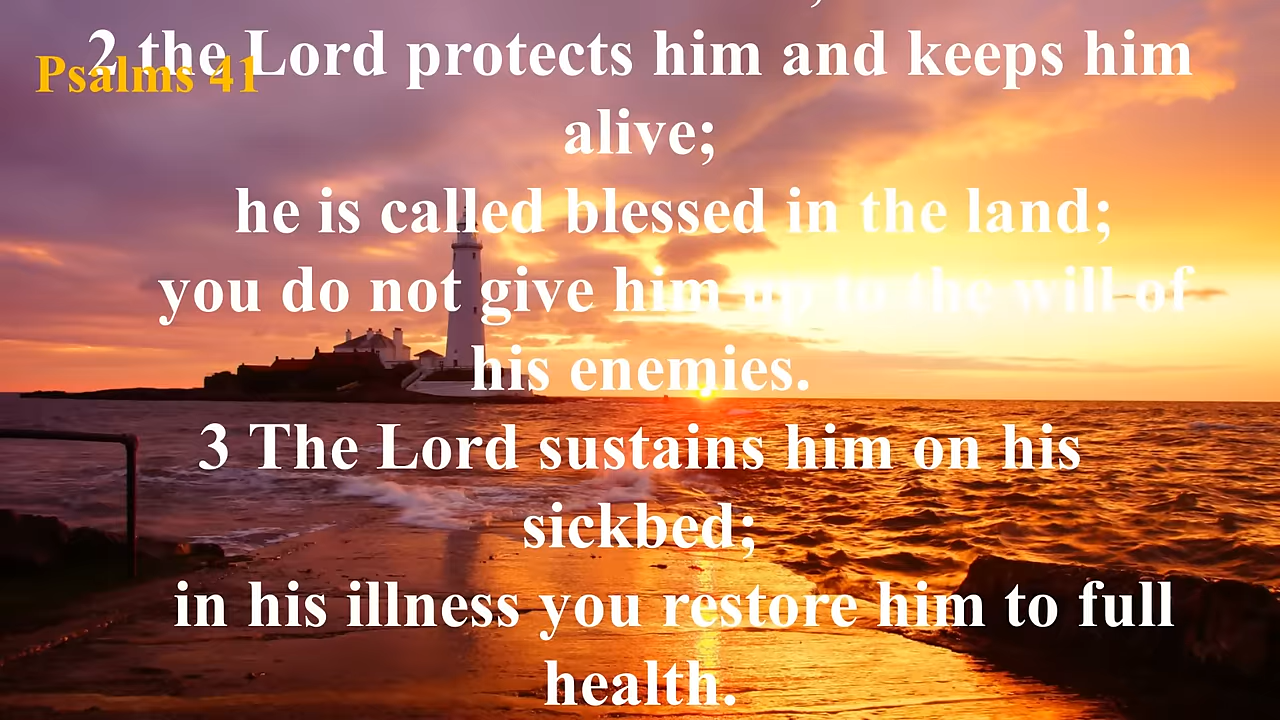 2 the Lord protects him and keeps him
Psalms 41
alive;
he is called blessed in the land;
you do not give him up to the will of
his enemies.
3 The Lord sustains him on his
sickbed;
in his illness you restore him to full
health.